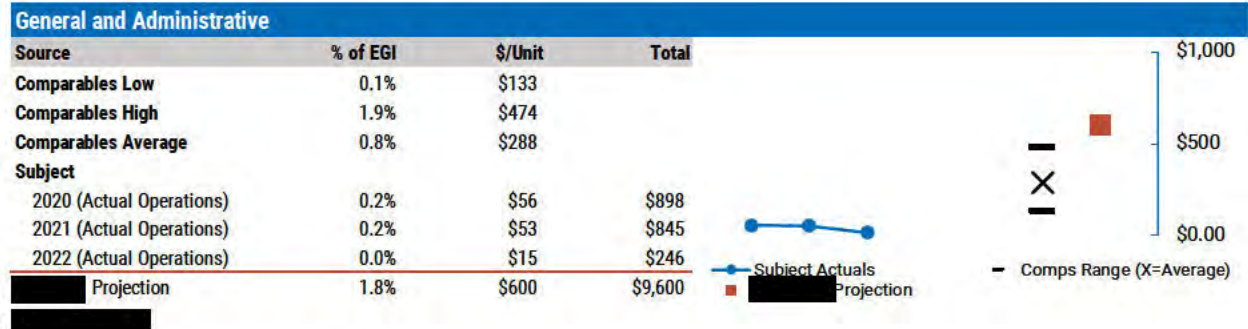 General and Administrative
Source % of EGI $/Unit Total
Comparables Low 0.1% $133
Comparables High 1.9% $474
Comparables Average 0.8% $288
Subject
2020 (Actual Operations) 0.2% $56 $898
2021 (Actual Operations) 0.2% $53 $845
2022 (Actual Operations) 0.0% $15 $246
Projection 1.8% $600 $9,600
$1,000
$500
$0.00
Subject Actuals
Comps Range (X=Average)
Projection